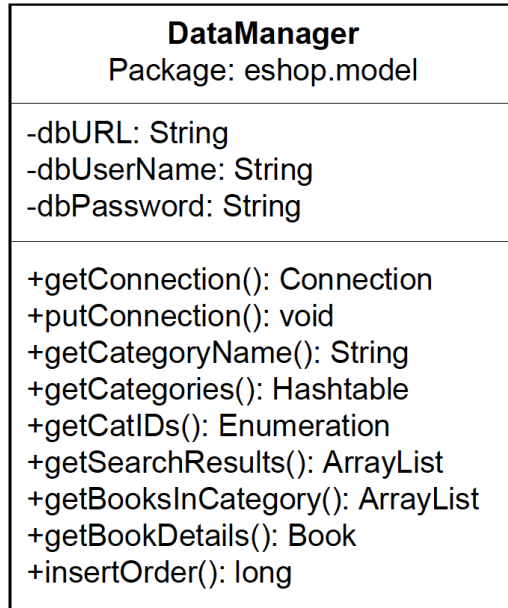 DataManager
Package: eshop.model
-dbURL: String
-dbUserName: String
-dbPassword: String
+getConnection(): Connection
+putConnection(): void
+getCategoryName(): String
+getCategories(): Hashtable
+getCatIDs(): Enumeration
+getSearchResults(): ArrayList
+getBooksInCategory(): ArrayList
+getBookDetails(): Book
+insertOrder(): long